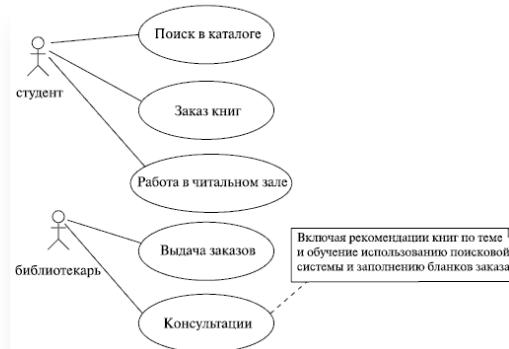 Поиск в каталоге
студент
Заказ книг
Работа в читальном зале
Выдача заказов
библиотекарь
Включая рекомендации книг по теме
и обучение использованию поисковой
системы и заполнению бланков заказа
Консультации